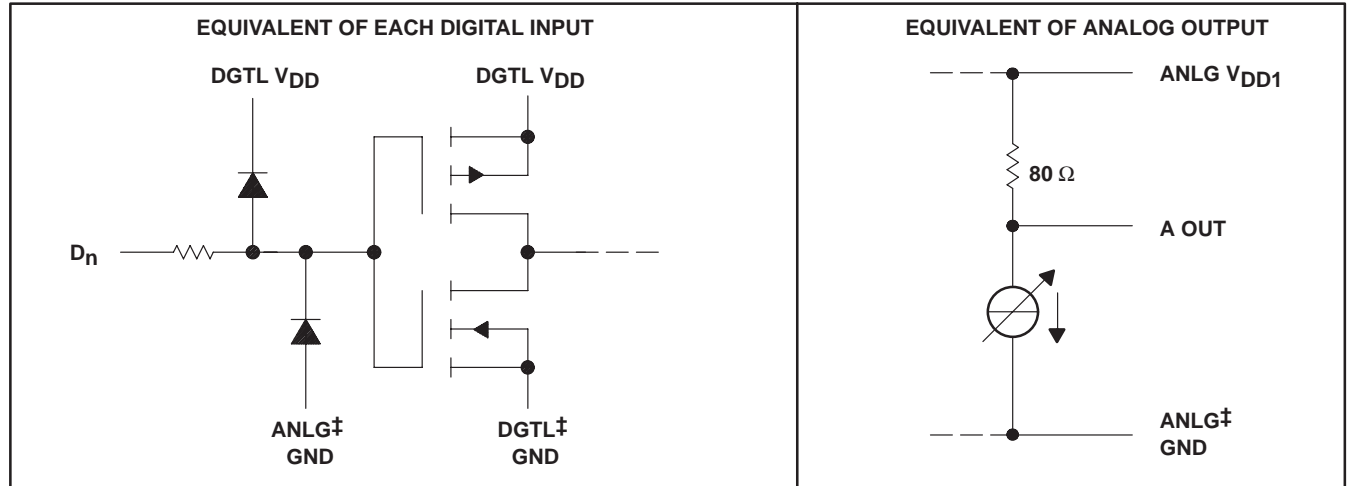 EQUIVALENT OF EACH DIGITAL INPUT
DGTL VDD
DGTL VDD
Dn
ANLG‡
GND
DGTL‡
GND
EQUIVALENT OF ANALOG OUTPUT
ANLG VDD1
80 Ω
A OUT
ANLG‡
GND